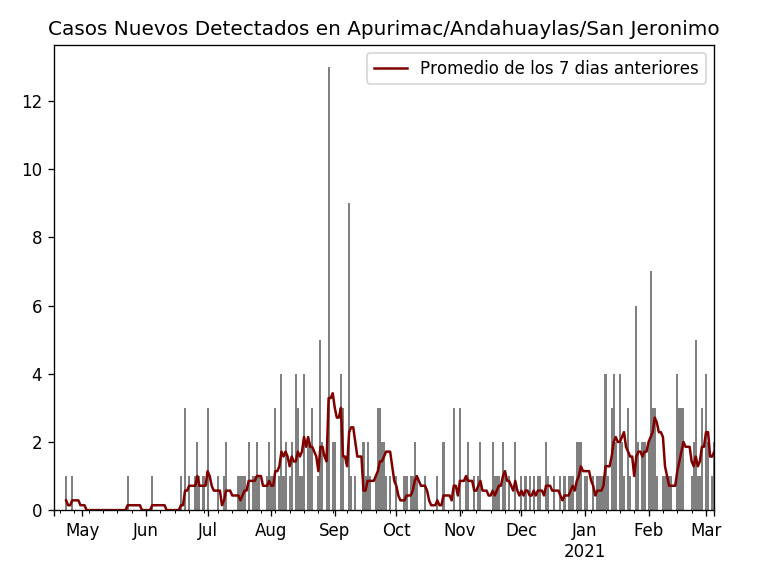 Casos Nuevos Detectados en Apurimac/Andahuaylas/San Jeronimo
Promedio de los 7 dias anteriores
12
10
8
6
4
2
0
May Jun Jul Aug Sep Oct Nov Dec Jan Feb Mar
2021